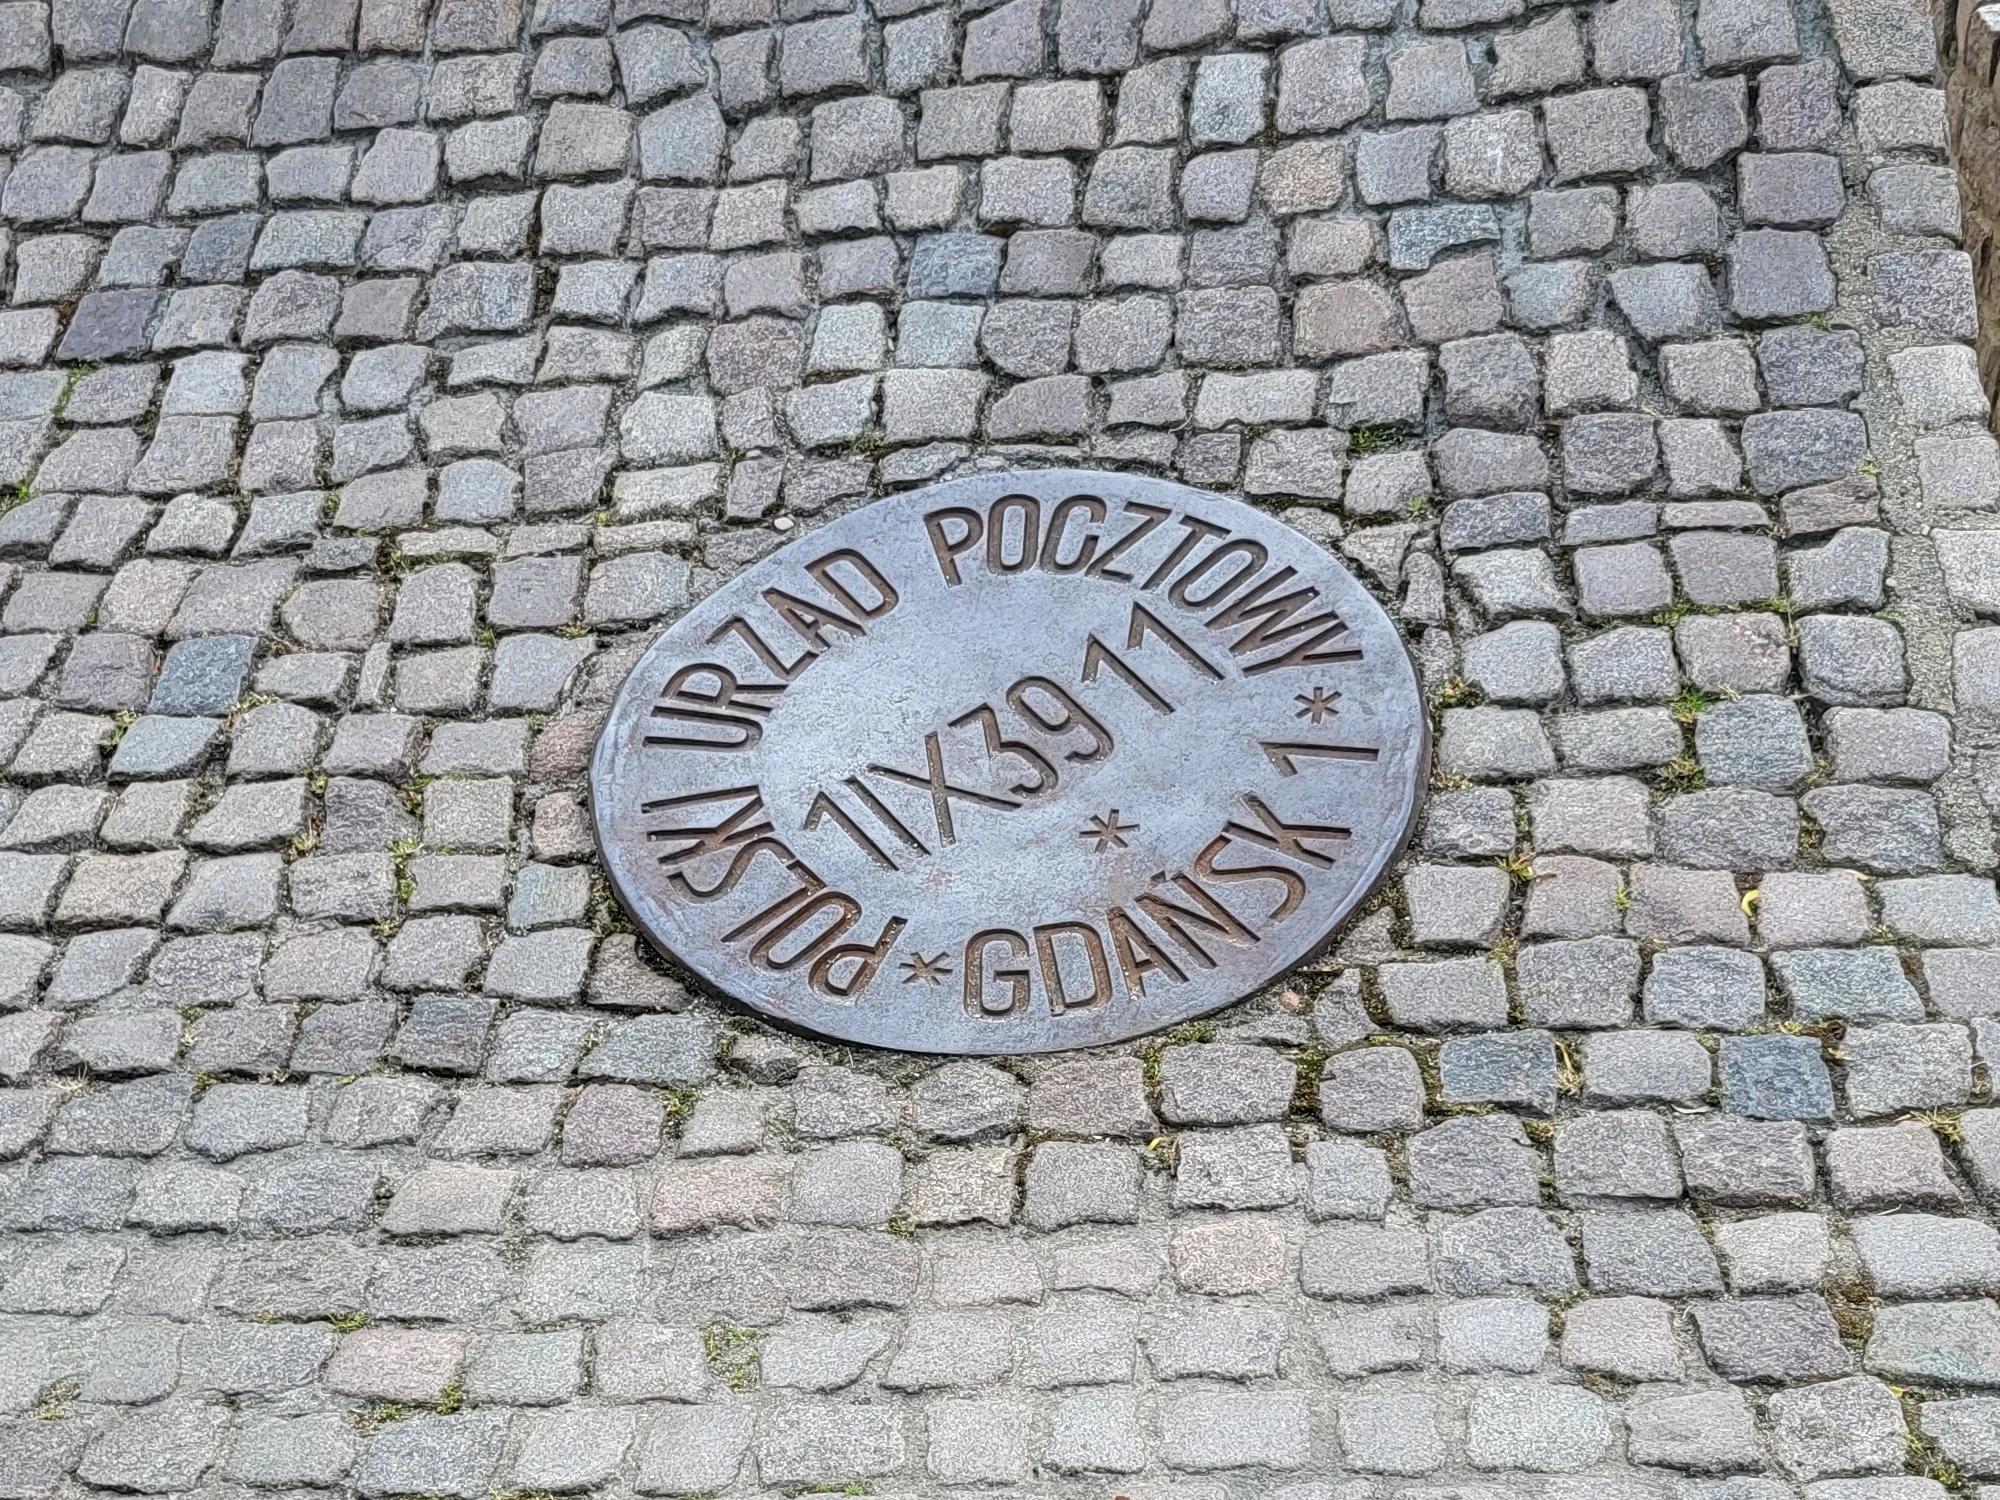 POLSKI URZĄD POCZTOWY
* GDAŃSK 1 *
1 IX 39 11
*